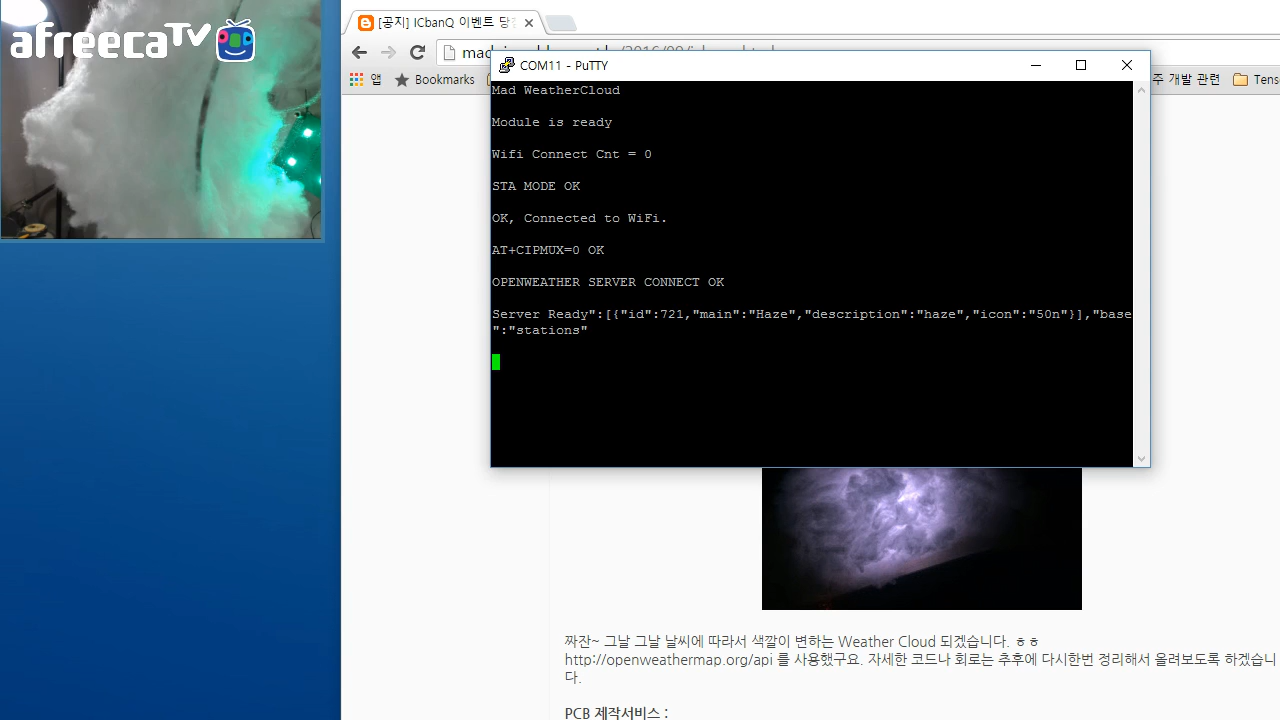 afreecaTV
[공지] ICbanQ 이벤트 당
앱 Bookmarks
주 개발 관련 Tens
COM11 - PuTTY
Mad WeatherCloud
Module is ready
Wifi Connect Cnt = 0
STA MODE OK
OK, Connected to WiFi.
AT+CIPMUX=0 OK
OPENWEATHER SERVER CONNECT OK
Server Ready":[{"id":721,"main":"Haze","description":"haze","icon":"50n"}],"base
":"stations"
짜잔~ 그날 그날 날씨에 따라서 색깔이 변하는 Weather Cloud 되겠습니다. ㅎㅎ
http://openweathermap.org/api 를 사용했구요. 자세한 코드나 회로는 추후에 다시한번 정리해서 올려보도록 하겠습니
다.
PCB 제작서비스 :